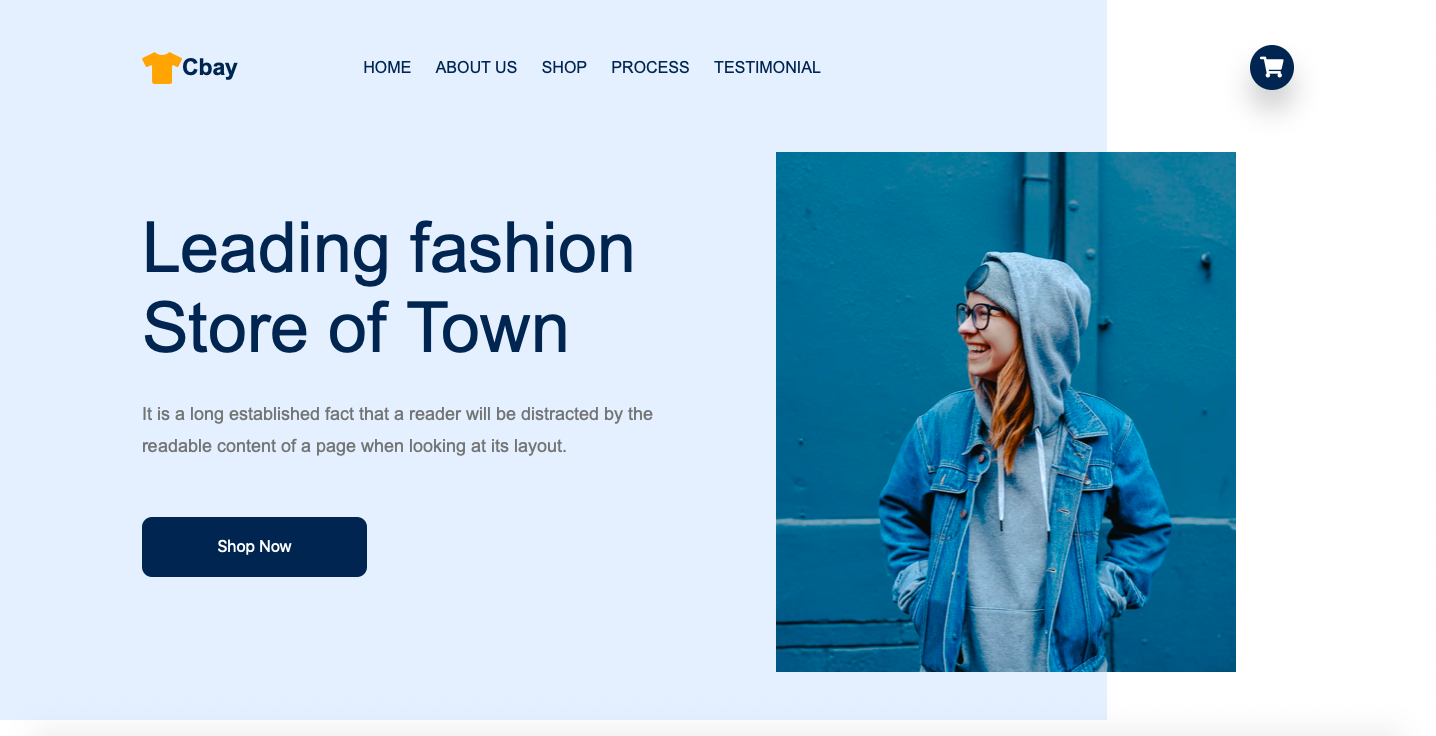 Cbay
HOME ABOUT US SHOP PROCESS TESTIMONIAL
Leading fashion
Store of Town
It is a long established fact that a reader will be distracted by the
readable content of a page when looking at its layout.
Shop Now